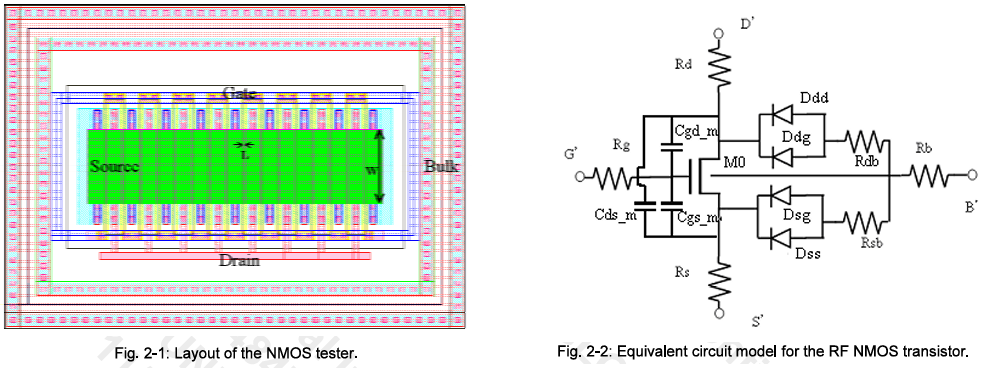 Gate
Source
L
W
Bulk
Drain
Fig. 2-1: Layout of the NMOS tester.
D'
Rd
Ddd
Cgd_m
Ddg
Rg
Rdb
Rb
G'
M0
Cds_m
Cgs_m
Dsg
B'
Dss
Rsb
Rs
S'
Fig. 2-2: Equivalent circuit model for the RF NMOS transistor.